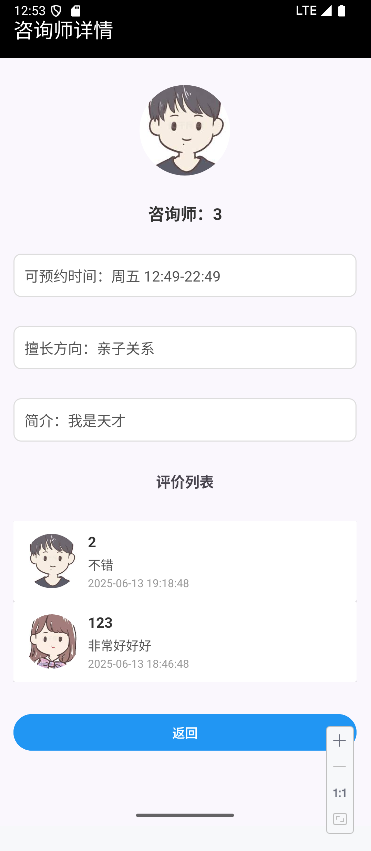 12:53 LTE
咨询师详情
咨询师：3
可预约时间：周五 12:49-22:49
擅长方向：亲子关系
简介：我是天才
评价列表
2
不错
2025-06-13 19:18:48
123
非常好好好
2025-06-13 18:46:48
返回
1:1